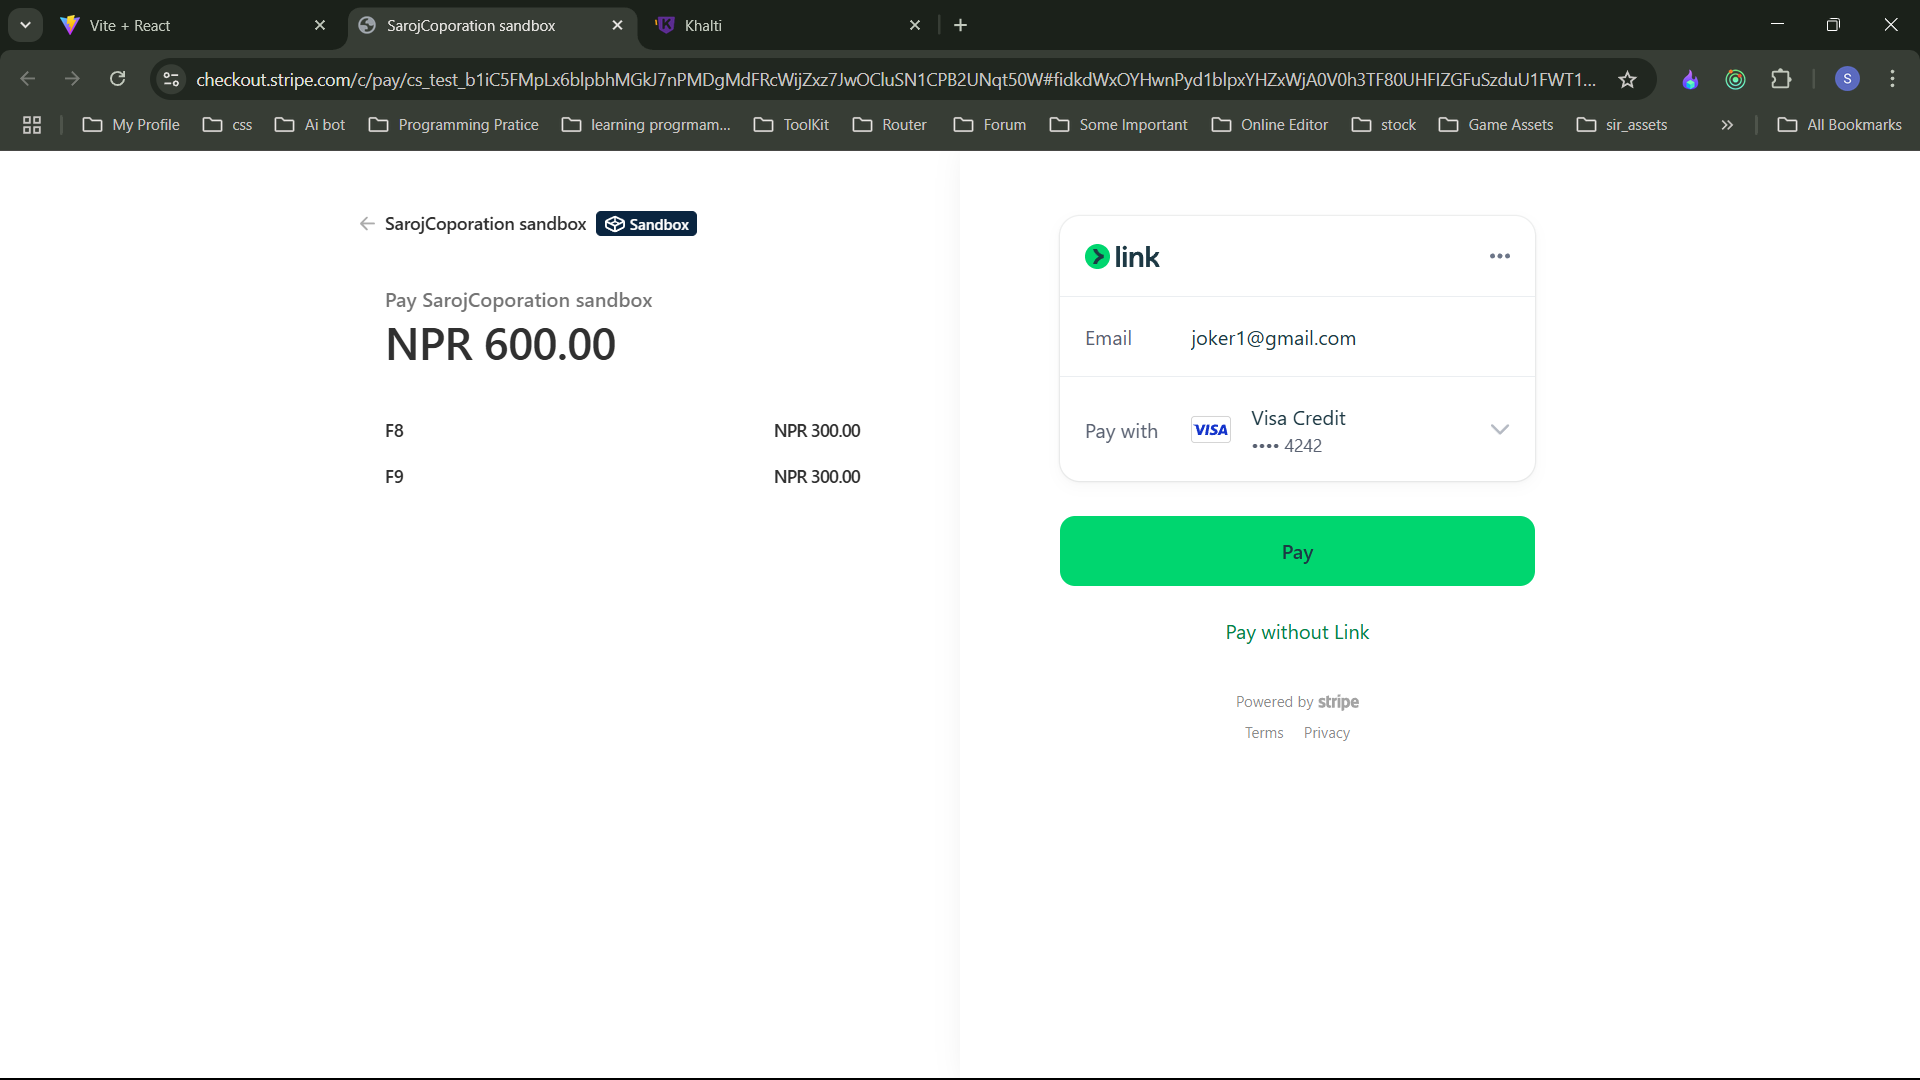 Vite + React
SarojCoporation sandbox
Khalti
checkout.stripe.com/c/pay/cs_test_b1iC5FMpLx6blpbhMGkJ7nPMDgMdFRcWijZxz7JwOCluSN1CPB2UNqt50W#fidkdWxOYHwnPyd1blpxYHZxWjA0V0h3TF80UHFIZGFuSzduU1FWT1...
S
My Profile
css
Ai bot
Programming Pratice
learning progrmam...
ToolKit
Router
Forum
Some Important
Online Editor
stock
Game Assets
sir_assets
All Bookmarks
SarojCoporation sandbox
Sandbox
Pay SarojCoporation sandbox
NPR 600.00
F8 NPR 300.00
F9 NPR 300.00
link
Email joker1@gmail.com
Pay with VISA Visa Credit
•••• 4242
Pay
Pay without Link
Powered by stripe
Terms Privacy